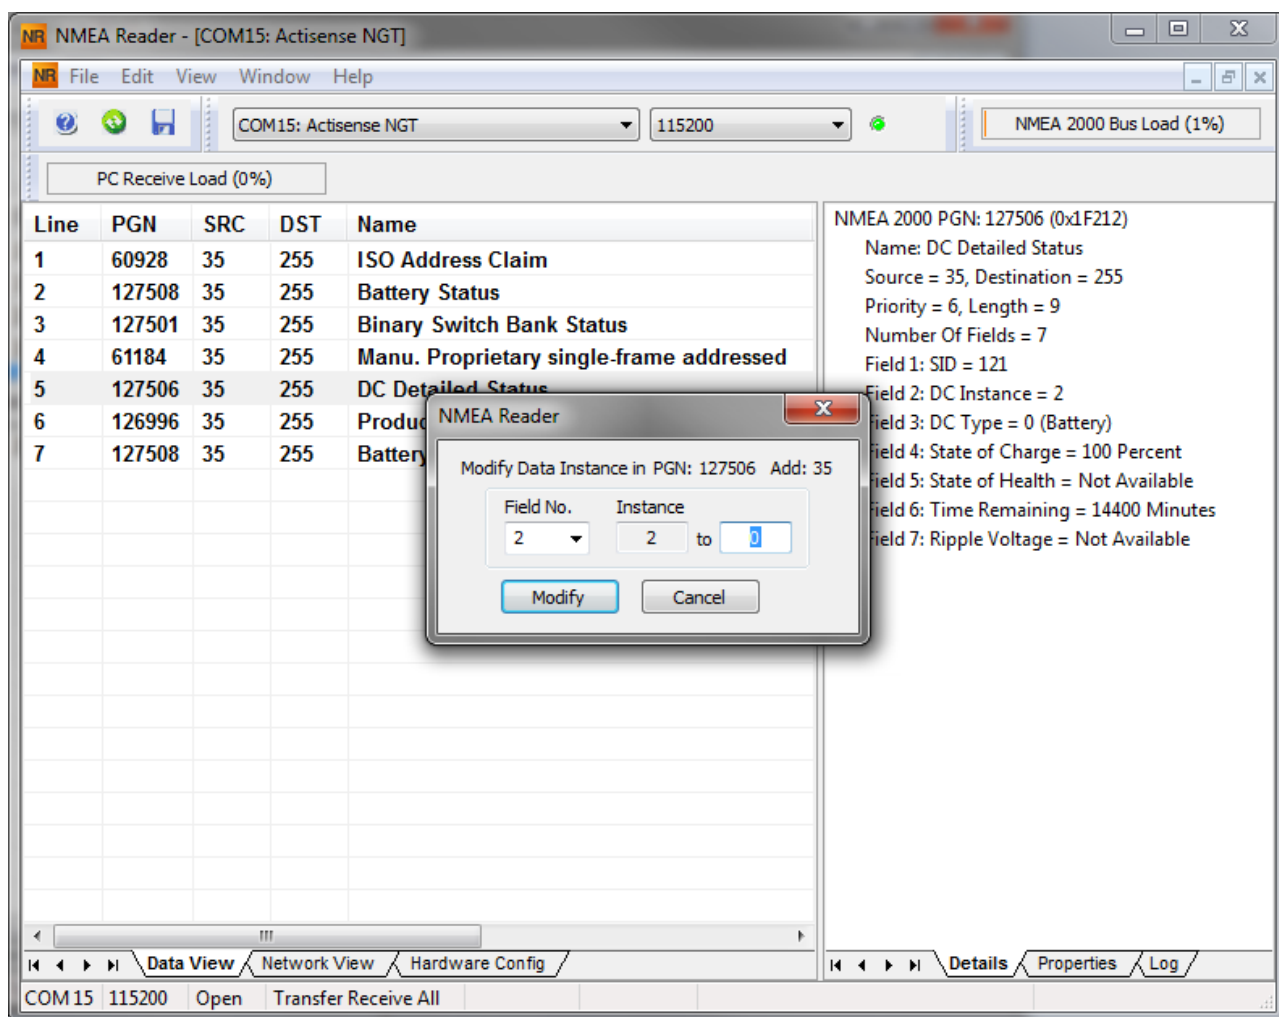 NR NMEA Reader - [COM15: Actisense NGT]
NR File Edit View Window Help
COM15: Actisense NGT 115200 NMEA 2000 Bus Load (1%)
PC Receive Load (0%)
Line PGN SRC DST Name
1 60928 35 255 ISO Address Claim
2 127508 35 255 Battery Status
3 127501 35 255 Binary Switch Bank Status
4 61184 35 255 Manu. Proprietary single-frame addressed
5 127506 35 255 DC Detailed Status
6 126996 35 255 Produc
7 127508 35 255 Battery
NMEA 2000 PGN: 127506 (0x1F212)
Name: DC Detailed Status
Source = 35, Destination = 255
Priority = 6, Length = 9
Number Of Fields = 7
Field 1: SID = 121
Field 2: DC Instance = 2
Field 3: DC Type = 0 (Battery)
Field 4: State of Charge = 100 Percent
Field 5: State of Health = Not Available
Field 6: Time Remaining = 14400 Minutes
Field 7: Ripple Voltage = Not Available
NMEA Reader
Modify Data Instance in PGN: 127506 Add: 35
Field No. Instance
2 2 to 0
Modify Cancel
Data View Network View Hardware Config
Details Properties Log
COM 15 115200 Open Transfer Receive All